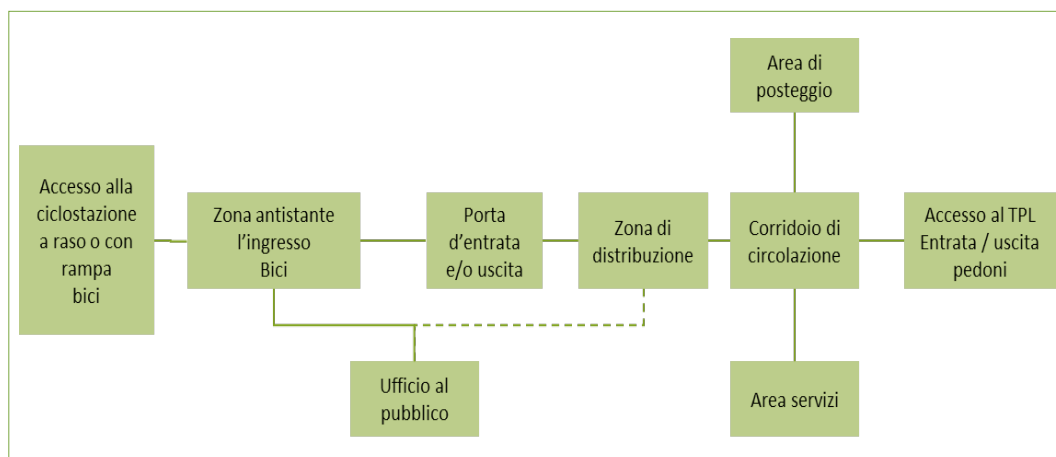 Area di
posteggio
Accesso alla
ciclostazione
a raso o con
rampa
bici
Zona antistante
l’ingresso
Bici
Porta
d’entrata
e/o uscita
Zona di
distribuzione
Corridoio di
circolazione
Accesso al TPL
Entrata / uscita
pedoni
Ufficio al
pubblico
Area servizi